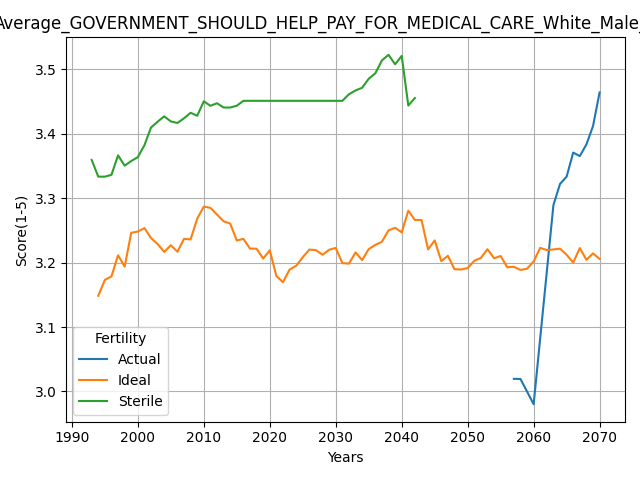 Average_GOVERNMENT_SHOULD_HELP_PAY_FOR_MEDICAL_CARE_White_Male_
Score(1-5)
3.5
3.4
3.3
3.2
3.1
3.0
Fertility
Actual
Ideal
Sterile
1990 2000 2010 2020 2030 2040 2050 2060 2070
Years